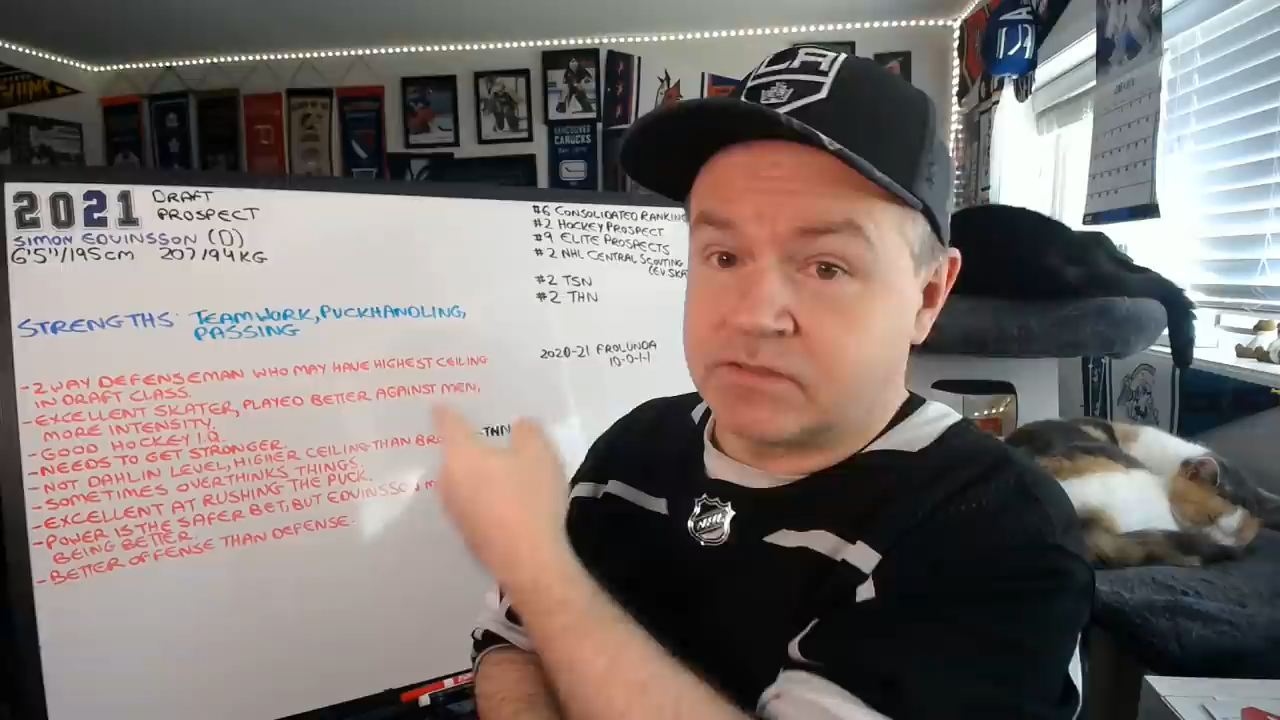 LA
2021 DRAFT
PROSPECT
SIMON EDVINSSON (D)
6'5"/195CM 207/94KG
#6 CONSOLIDATED RANKING
#2 HOCKEY PROSPECT
#9 ELITE PROSPECTS
#2 NHL CENTRAL SCOUTING
(EU SKA
#2 TSN
#2 THN
STRENGTHS: TEAMWORK, PUCKHANDLING,
PASSING
2020-21 FROLUNDA
10-0-1-1
-2 WAY DEFENSEMAN WHO MAY HAVE HIGHEST CEILING
IN DRAFT CLASS.
-EXCELLENT SKATER, PLAYED BETTER AGAINST MEN,
MORE INTENSITY.
-GOOD HOCKEY I.Q.
-NEEDS TO GET STRONGER.
-NOT DAHLIN LEVEL, HIGHER CEILING THAN BRO -THN
-SOMETIMES OVERTHINKS THINGS.
-EXCELLENT AT RUSHING THE PUCK.
-POWER IS THE SAFER BET, BUT EDVINSSON
BEING BETTER.
-BETTER OFFENSE THAN DEFENSE.
VANCOUVER
CANUCKS
NHL